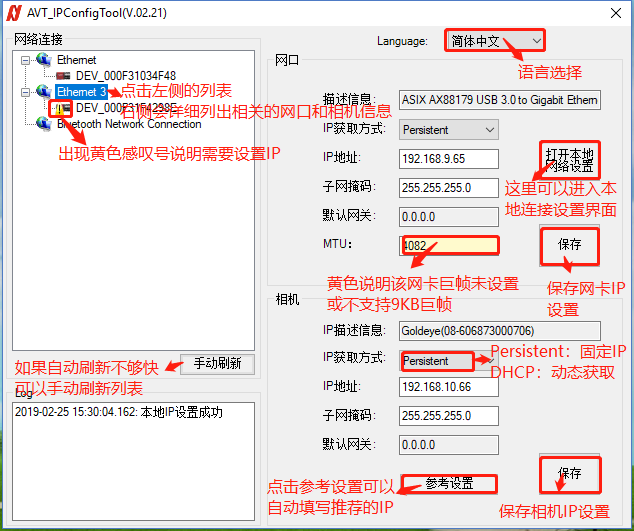 AVT_IPConfigTool(V.02.21)
网络连接
Language:
简体中文
语言选择
Ethernet
DEV_000F31034F48
Ethernet 3
点击左侧的列表
DEV_000F31F4298E
右侧会详细列出相关的网口和相机信息
Bluetooth Network Connection
出现黄色感叹号说明需要设置IP
网口
描述信息:
ASIX AX88179 USB 3.0 to Gigabit Ethern
IP获取方式:
Persistent
IP地址:
192.168.9.65
打开本地
网络设置
子网掩码:
255.255.255.0
这里可以进入本
地连接设置界面
默认网关:
0.0.0.0
MTU:
4082
保存
黄色说明该网卡巨帧未设置
或不支持9KB巨帧
保存网卡IP
设置
相机
IP描述信息:
Goldeye(08-606873000706)
IP获取方式:
Persistent
Persistent：固定IP
DHCP：动态获取
IP地址:
192.168.10.66
子网掩码:
255.255.255.0
默认网关:
0.0.0.0
参考设置
保存
点击参考设置可以
自动填写推荐的IP
保存相机IP设置
手动刷新
如果自动刷新不够快
可以手动刷新列表
Log
2019-02-25 15:30:04.162: 本地IP设置成功